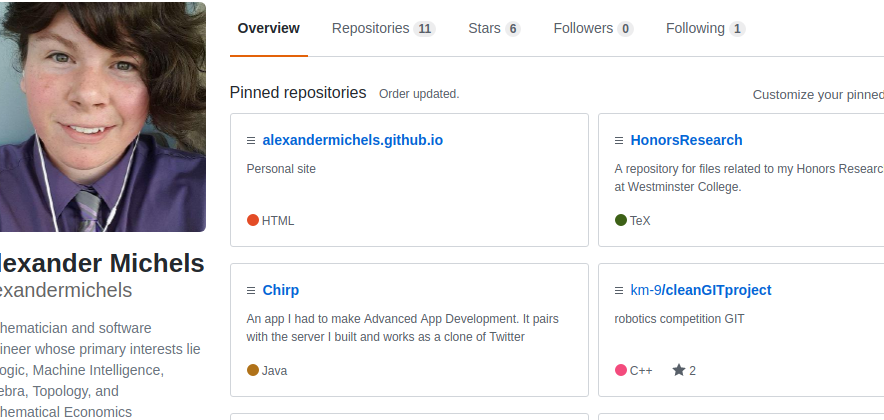 Overview Repositories 11 Stars 6 Followers 0 Following 1
Pinned repositories Order updated. Customize your pinned
alexandermichels.github.io
Personal site
HTML
HonorsResearch
A repository for files related to my Honors Researc
at Westminster College.
TeX
Chirp
An app I had to make Advanced App Development. It pairs
with the server I built and works as a clone of Twitter
Java
km-9/cleanGITproject
robotics competition GIT
C++ 2
lexander Michels
exandermichels
hematician and software
ineer whose primary interests lie
ogic, Machine Intelligence,
ebra, Topology, and
hematical Economics